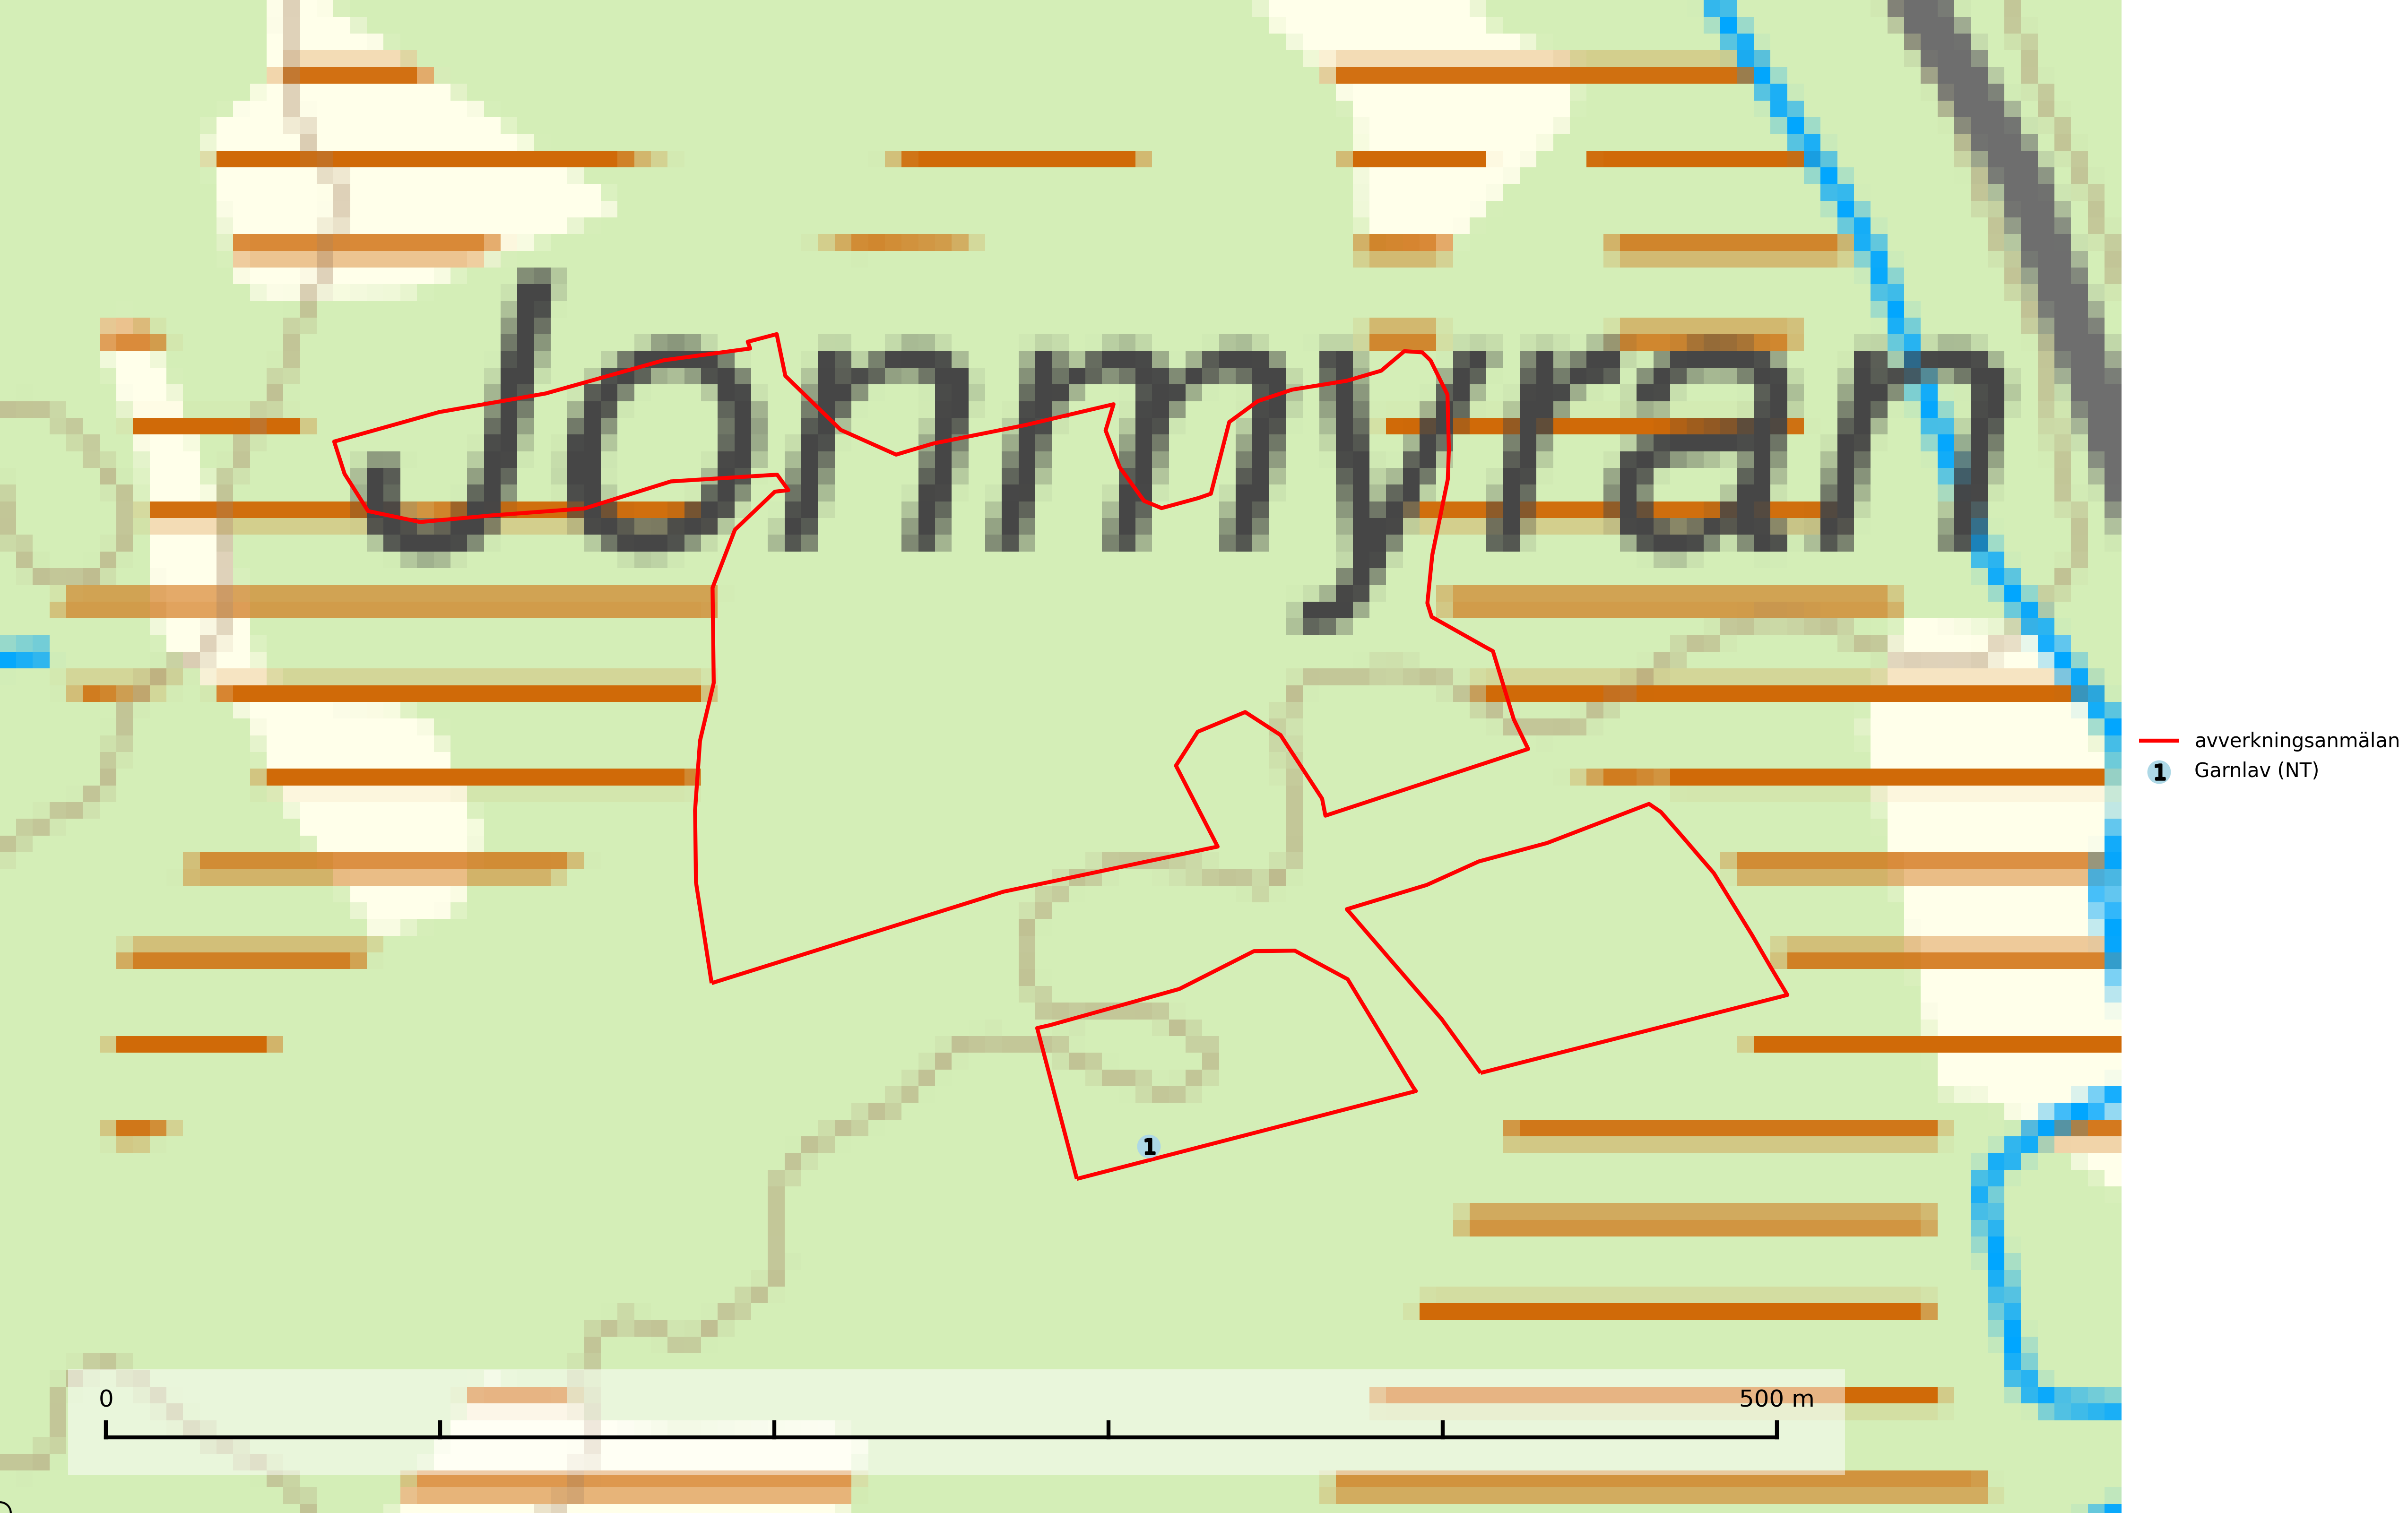 Jonmyran
avverkningsanmälan
1 Garnlav (NT)
1
0 500 m